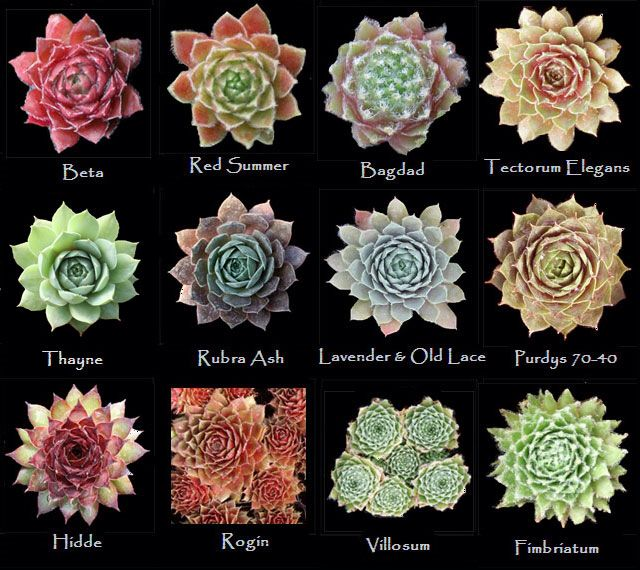 Beta
Red Summer
Bagdad
Tectorum Elegans
Thayne
Rubra Ash
Lavender & Old Lace
Purdys 70-40
Hidde
Rogin
Villosum
Fimbriatum